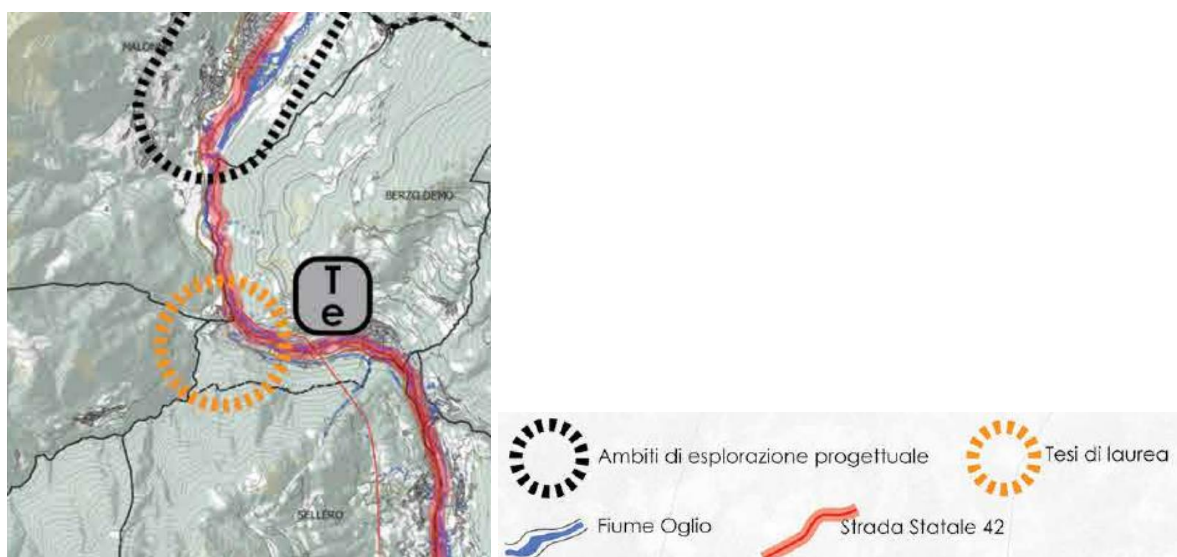 MALONNO
BERZO DEMO
T
e
SELLERO
Ambiti di esplorazione progettuale
Tesi di laurea
Fiume Oglio
Strada Statale 42